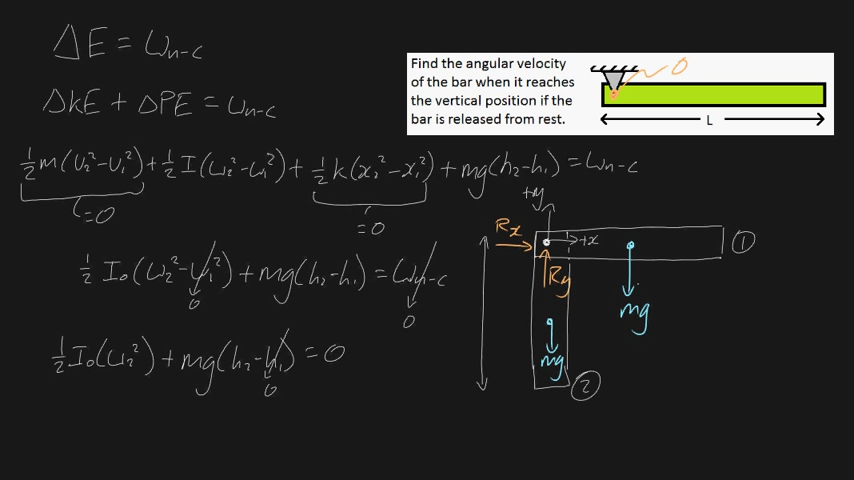 ΔE = Wn-c
ΔKE + ΔPE = Wn-c
Find the angular velocity
of the bar when it reaches
the vertical position if the
bar is released from rest.
O
L
½m(v₂²-v₁²) + ½I(ω₂²-ω₁²) + ½k(x₂²-x₁²) + mg(h₂-h₁) = Wn-c
=0
=0
+y
Rx
+x
①
½I₀(ω₂²-ω₁²) + mg(h₂-h₁) = Wn-c
0
0
Ry
mg
½I₀(ω₂²) + mg(h₂-h₁) = 0
0
mg
②